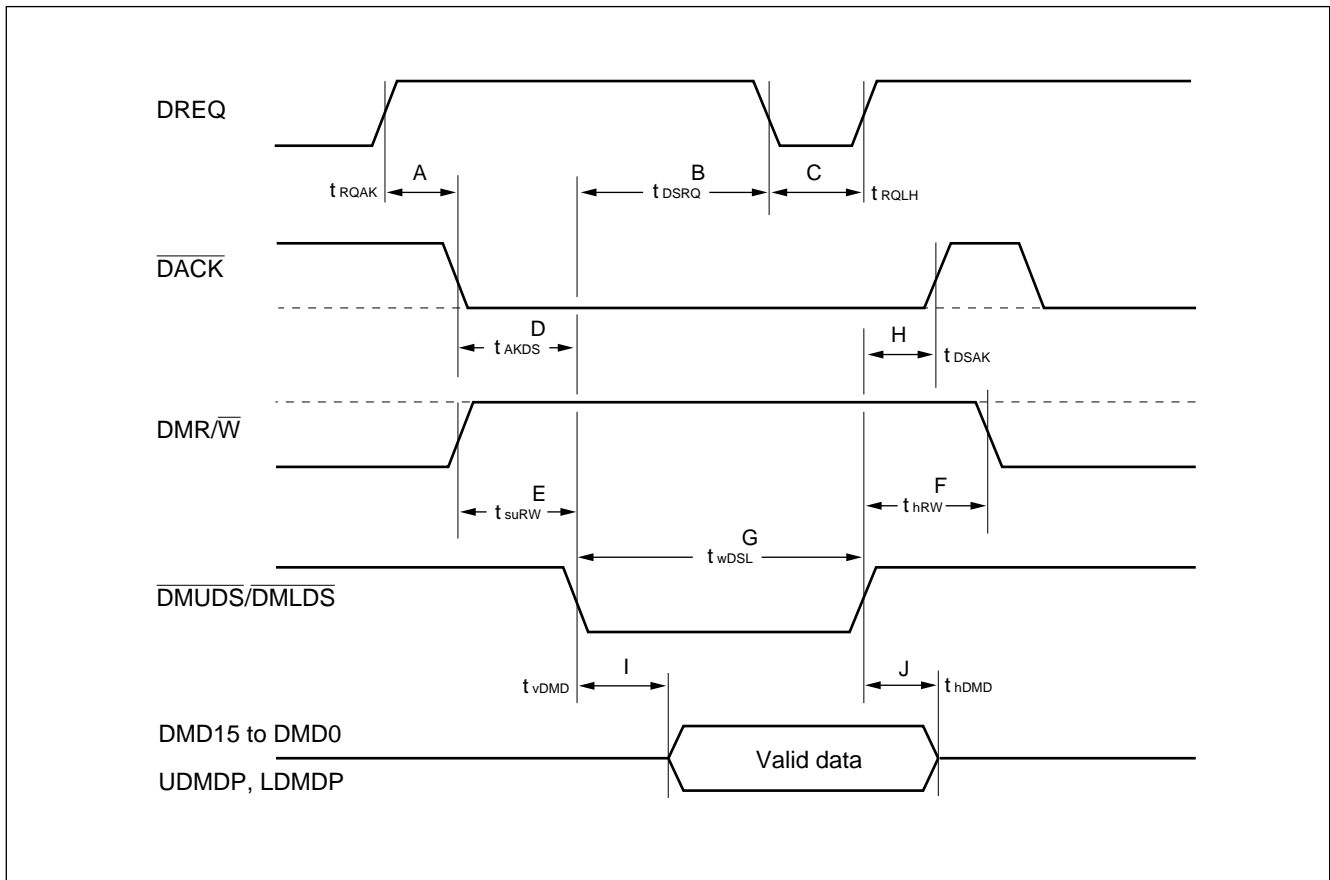 DREQ
A
t RQAK
B
t DSRQ
C
t RQLH
DACK
D
t AKDS
H
t DSAK
DMR/W
E
t suRW
F
t hRW
G
t wDSL
DMUDS/DMLDS
I
t vDMD
J
t hDMD
DMD15 to DMD0
Valid data
UDMDP, LDMDP